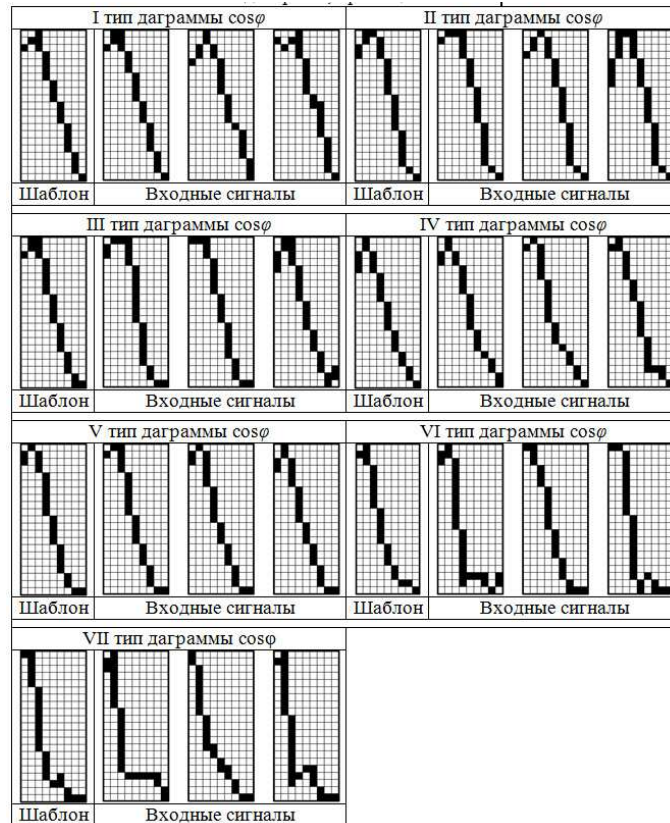 I тип даграммы cosφ
II тип даграммы cosφ
Шаблон Входные сигналы Шаблон Входные сигналы
III тип даграммы cosφ
IV тип даграммы cosφ
Шаблон Входные сигналы Шаблон Входные сигналы
V тип даграммы cosφ
VI тип даграммы cosφ
Шаблон Входные сигналы Шаблон Входные сигналы
VII тип даграммы cosφ
Шаблон Входные сигналы